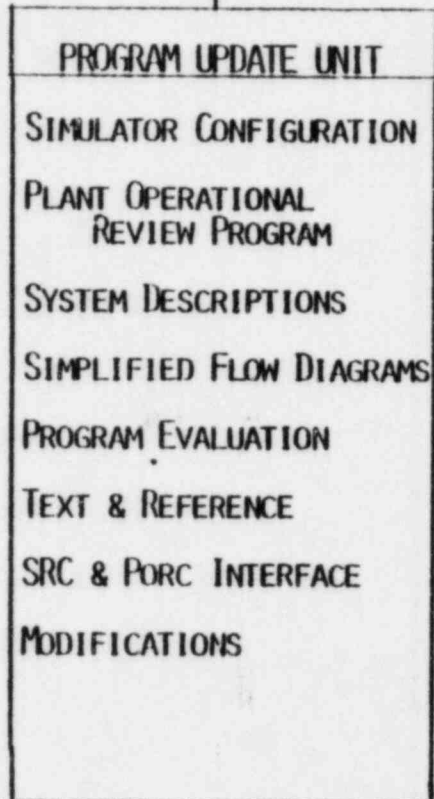 PROGRAM UPDATE UNIT
SIMULATOR CONFIGURATION
PLANT OPERATIONAL
REVIEW PROGRAM
SYSTEM DESCRIPTIONS
SIMPLIFIED FLOW DIAGRAMS
PROGRAM EVALUATION
TEXT & REFERENCE
SRC & PORC INTERFACE
MODIFICATIONS